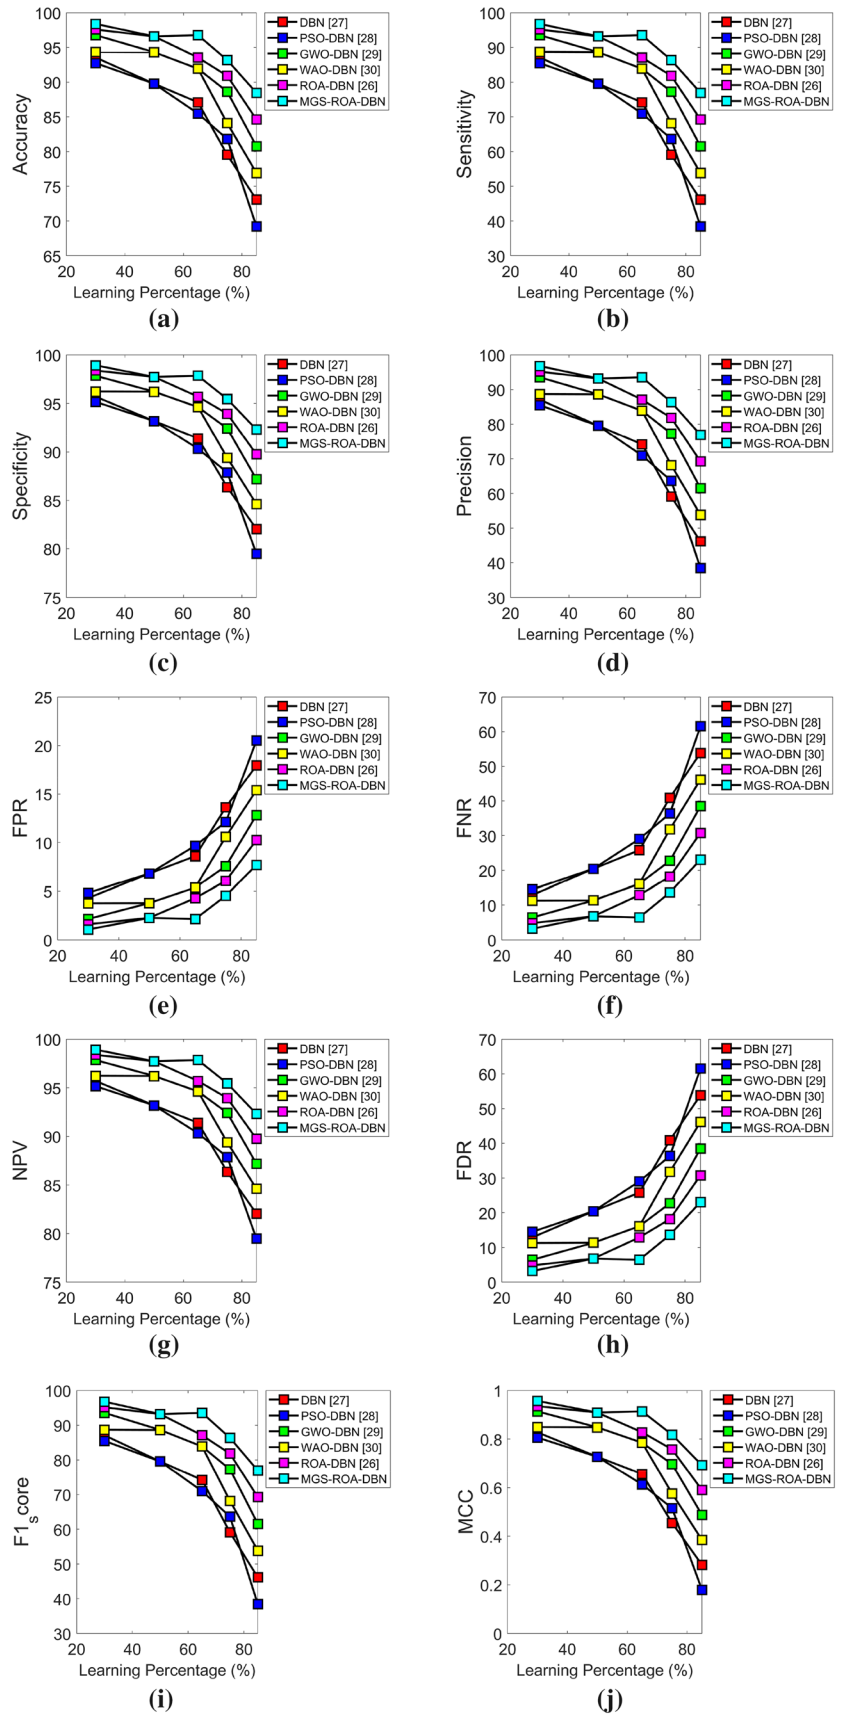 100
95
90
85
80
75
70
65
Accuracy
20 40 60 80
Learning Percentage (%)
DBN [27]
PSO-DBN [28]
GWO-DBN [29]
WAO-DBN [30]
ROA-DBN [26]
MGS-ROA-DBN
(a)
100
90
80
70
60
50
40
30
Sensitivity
20 40 60 80
Learning Percentage (%)
DBN [27]
PSO-DBN [28]
GWO-DBN [29]
WAO-DBN [30]
ROA-DBN [26]
MGS-ROA-DBN
(b)
100
95
90
85
80
75
Specificity
20 40 60 80
Learning Percentage (%)
DBN [27]
PSO-DBN [28]
GWO-DBN [29]
WAO-DBN [30]
ROA-DBN [26]
MGS-ROA-DBN
(c)
100
90
80
70
60
50
40
30
Precision
20 40 60 80
Learning Percentage (%)
DBN [27]
PSO-DBN [28]
GWO-DBN [29]
WAO-DBN [30]
ROA-DBN [26]
MGS-ROA-DBN
(d)
25
20
15
10
5
0
FPR
20 40 60 80
Learning Percentage (%)
DBN [27]
PSO-DBN [28]
GWO-DBN [29]
WAO-DBN [30]
ROA-DBN [26]
MGS-ROA-DBN
(e)
70
60
50
40
30
20
10
0
FNR
20 40 60 80
Learning Percentage (%)
DBN [27]
PSO-DBN [28]
GWO-DBN [29]
WAO-DBN [30]
ROA-DBN [26]
MGS-ROA-DBN
(f)
100
95
90
85
80
75
NPV
20 40 60 80
Learning Percentage (%)
DBN [27]
PSO-DBN [28]
GWO-DBN [29]
WAO-DBN [30]
ROA-DBN [26]
MGS-ROA-DBN
(g)
70
60
50
40
30
20
10
0
FDR
20 40 60 80
Learning Percentage (%)
DBN [27]
PSO-DBN [28]
GWO-DBN [29]
WAO-DBN [30]
ROA-DBN [26]
MGS-ROA-DBN
(h)
100
90
80
70
60
50
40
30
F1score
20 40 60 80
Learning Percentage (%)
DBN [27]
PSO-DBN [28]
GWO-DBN [29]
WAO-DBN [30]
ROA-DBN [26]
MGS-ROA-DBN
(i)
1
0.8
0.6
0.4
0.2
0
MCC
20 40 60 80
Learning Percentage (%)
DBN [27]
PSO-DBN [28]
GWO-DBN [29]
WAO-DBN [30]
ROA-DBN [26]
MGS-ROA-DBN
(j)